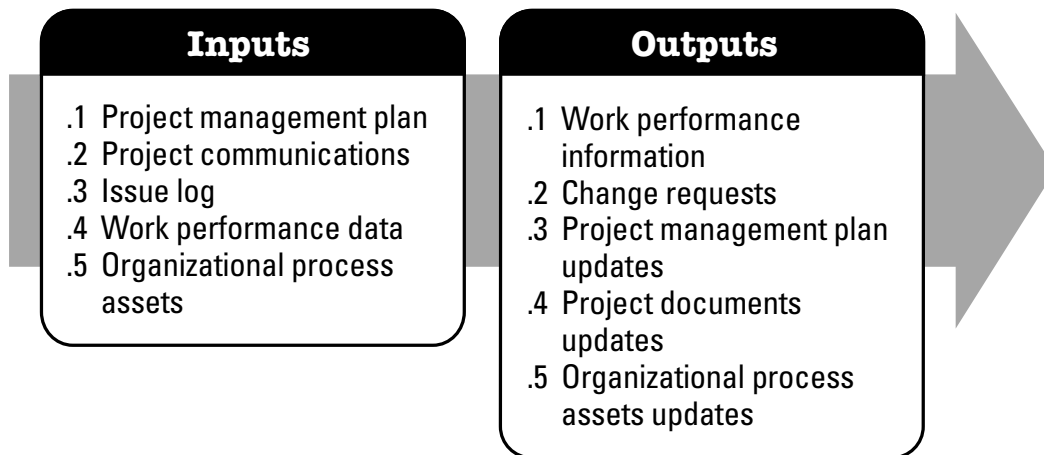 Inputs
.1 Project management plan
.2 Project communications
.3 Issue log
.4 Work performance data
.5 Organizational process
assets
Outputs
.1 Work performance
information
.2 Change requests
.3 Project management plan
updates
.4 Project documents
updates
.5 Organizational process
assets updates